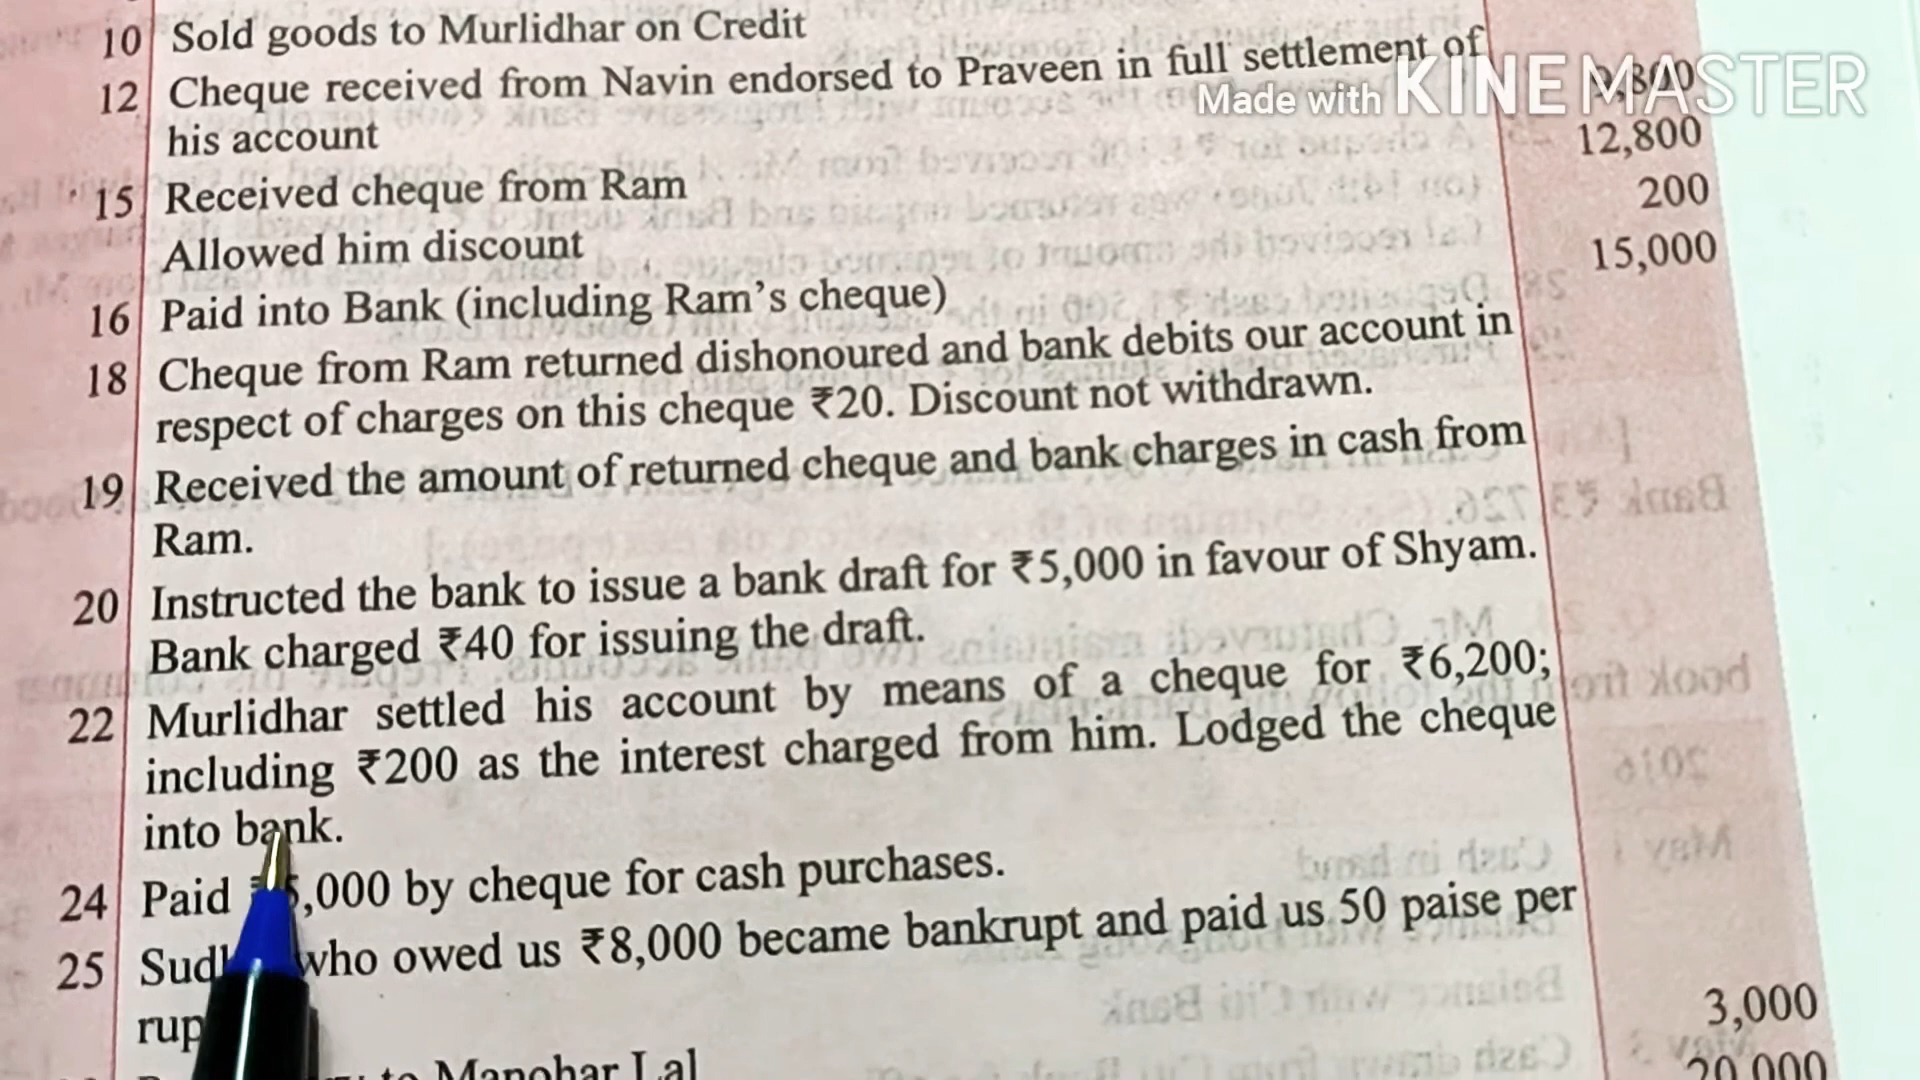 10 Sold goods to Murlidhar on Credit
12 Cheque received from Navin endorsed to Praveen in full settlement of
his account
Made with KINEMASTER
12,800
15 Received cheque from Ram
200
Allowed him discount
15,000
16 Paid into Bank (including Ram's cheque)
18 Cheque from Ram returned dishonoured and bank debits our account in
respect of charges on this cheque ₹20. Discount not withdrawn.
19 Received the amount of returned cheque and bank charges in cash from
Ram.
20 Instructed the bank to issue a bank draft for ₹5,000 in favour of Shyam.
Bank charged ₹40 for issuing the draft.
22 Murlidhar settled his account by means of a cheque for ₹6,200;
including ₹200 as the interest charged from him. Lodged the cheque
into bank.
24 Paid ,000 by cheque for cash purchases.
25 who owed us ₹8,000 became bankrupt and paid us 50 paise per
3,000
to Manohar Lal
20,000